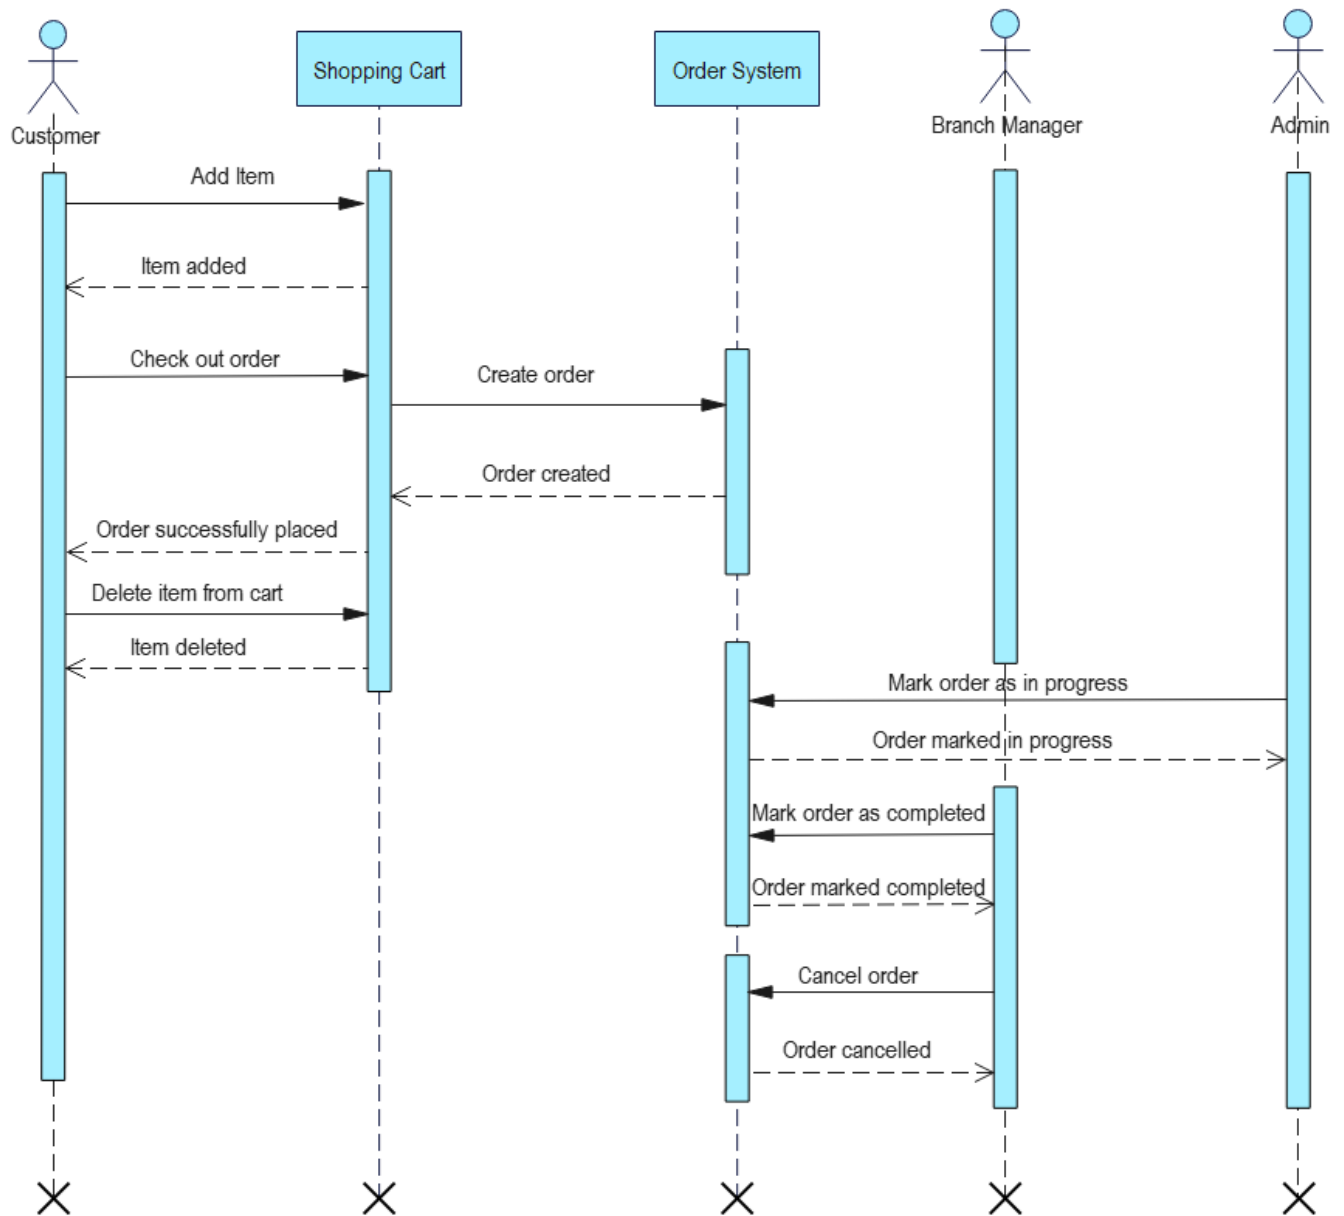 Customer
Shopping Cart
Order System
Branch Manager
Admin
Add Item
Item added
Check out order
Create order
Order created
Order successfully placed
Delete item from cart
Item deleted
Mark order as in progress
Order marked in progress
Mark order as completed
Order marked completed
Cancel order
Order cancelled